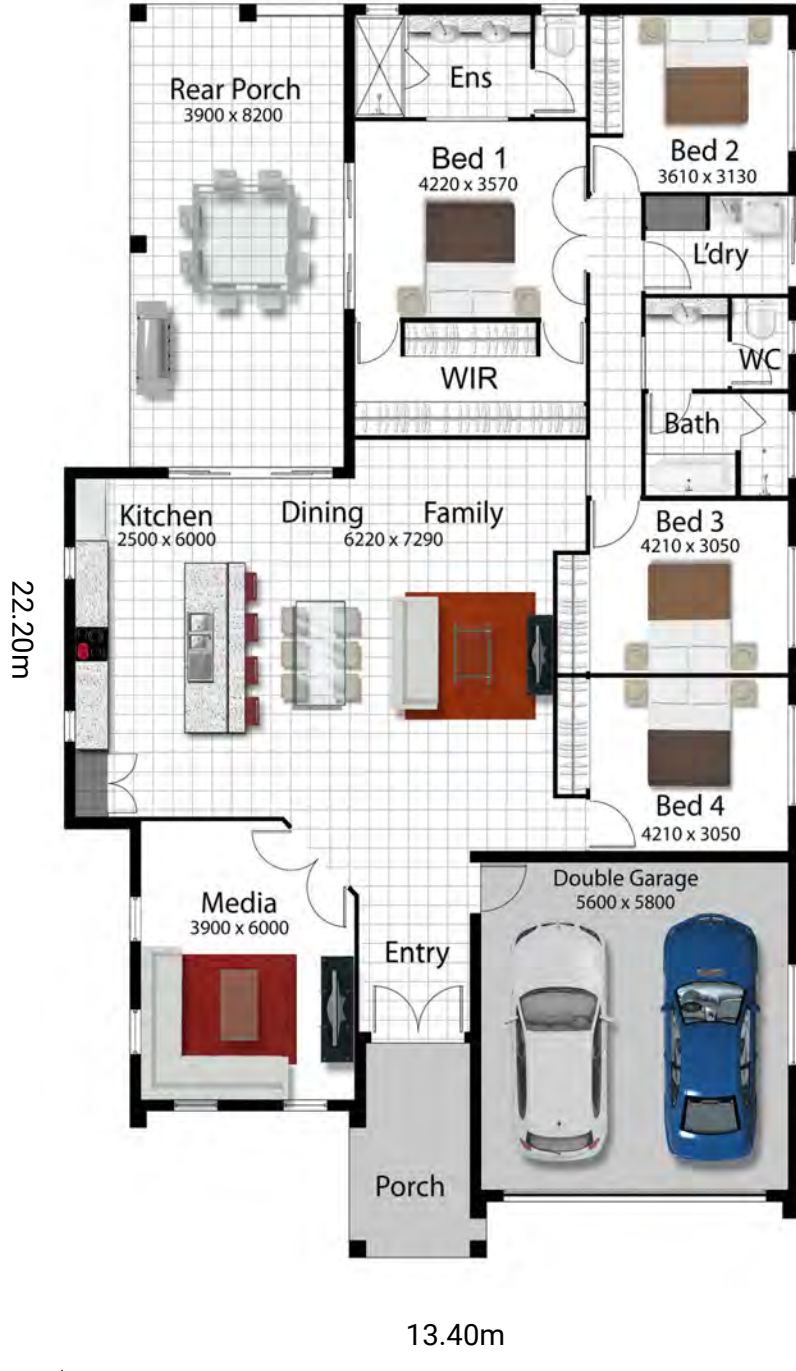 Rear Porch
3900 x 8200
Ens
Bed 1
4220 x 3570
Bed 2
3610 x 3130
L'dry
WIR
WC
Bath
Kitchen
2500 x 6000
Dining
Family
6220 x 7290
Bed 3
4210 x 3050
22.20m
Bed 4
4210 x 3050
Media
3900 x 6000
Double Garage
5600 x 5800
Entry
Porch
13.40m